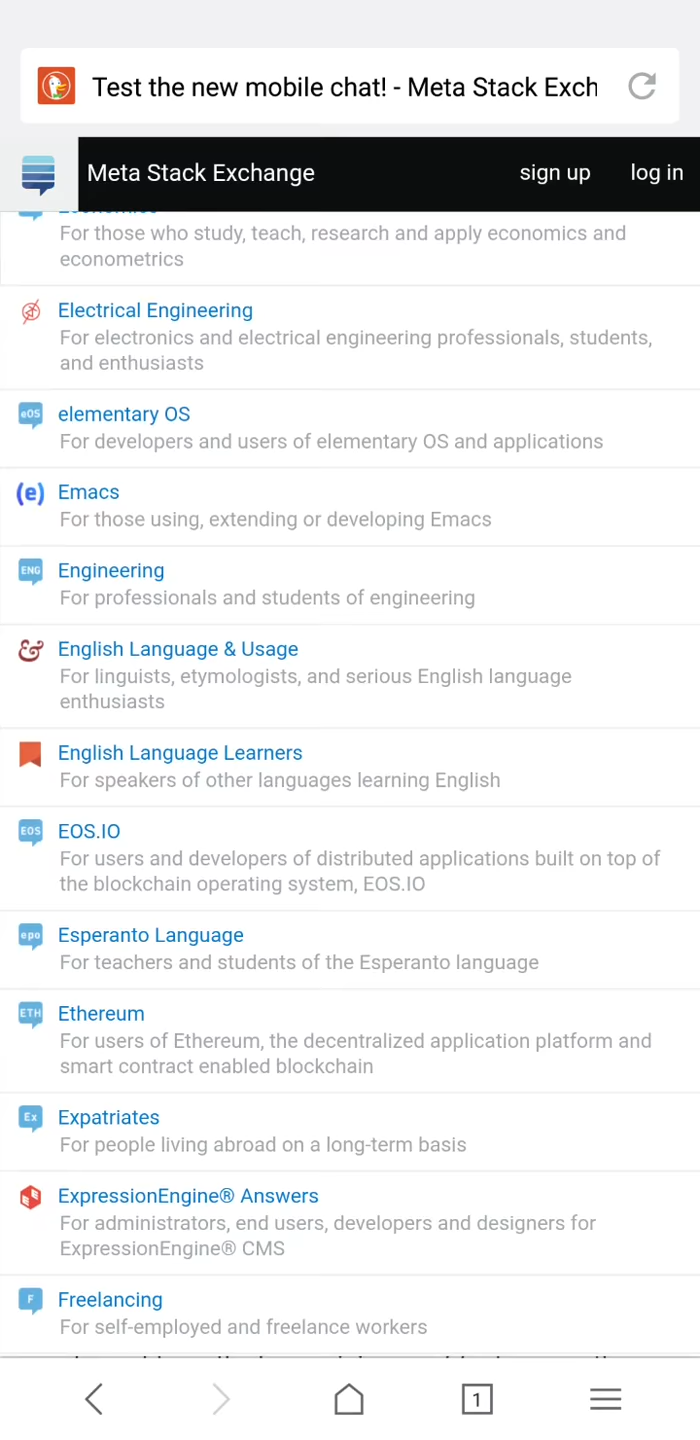 Test the new mobile chat! - Meta Stack Exch
Meta Stack Exchange
sign up
log in
For those who study, teach, research and apply economics and
econometrics
Electrical Engineering
For electronics and electrical engineering professionals, students,
and enthusiasts
eOS
elementary OS
For developers and users of elementary OS and applications
(e)
Emacs
For those using, extending or developing Emacs
ENG
Engineering
For professionals and students of engineering
&
English Language & Usage
For linguists, etymologists, and serious English language
enthusiasts
English Language Learners
For speakers of other languages learning English
EOS
EOS.IO
For users and developers of distributed applications built on top of
the blockchain operating system, EOS.IO
epo
Esperanto Language
For teachers and students of the Esperanto language
ETH
Ethereum
For users of Ethereum, the decentralized application platform and
smart contract enabled blockchain
Ex
Expatriates
For people living abroad on a long-term basis
ExpressionEngine® Answers
For administrators, end users, developers and designers for
ExpressionEngine® CMS
F
Freelancing
For self-employed and freelance workers
1